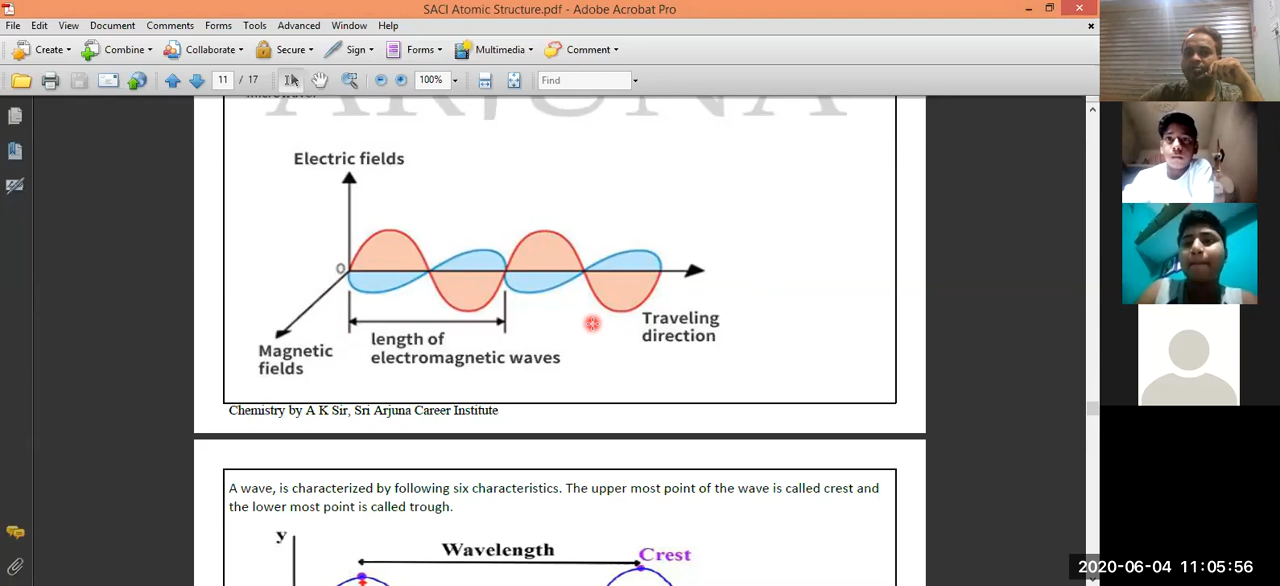 SACI Atomic Structure.pdf - Adobe Acrobat Pro
File Edit View Document Comments Forms Tools Advanced Window Help
Create Combine Collaborate Secure Sign Forms Multimedia Comment
11 / 17 100% Find
ARJUNA
Electric fields
O
Traveling
direction
length of
electromagnetic waves
Magnetic
fields
Chemistry by A K Sir, Sri Arjuna Career Institute
A wave, is characterized by following six characteristics. The upper most point of the wave is called crest and
the lower most point is called trough.
y
Wavelength
Crest
2020-06-04 11:05:56